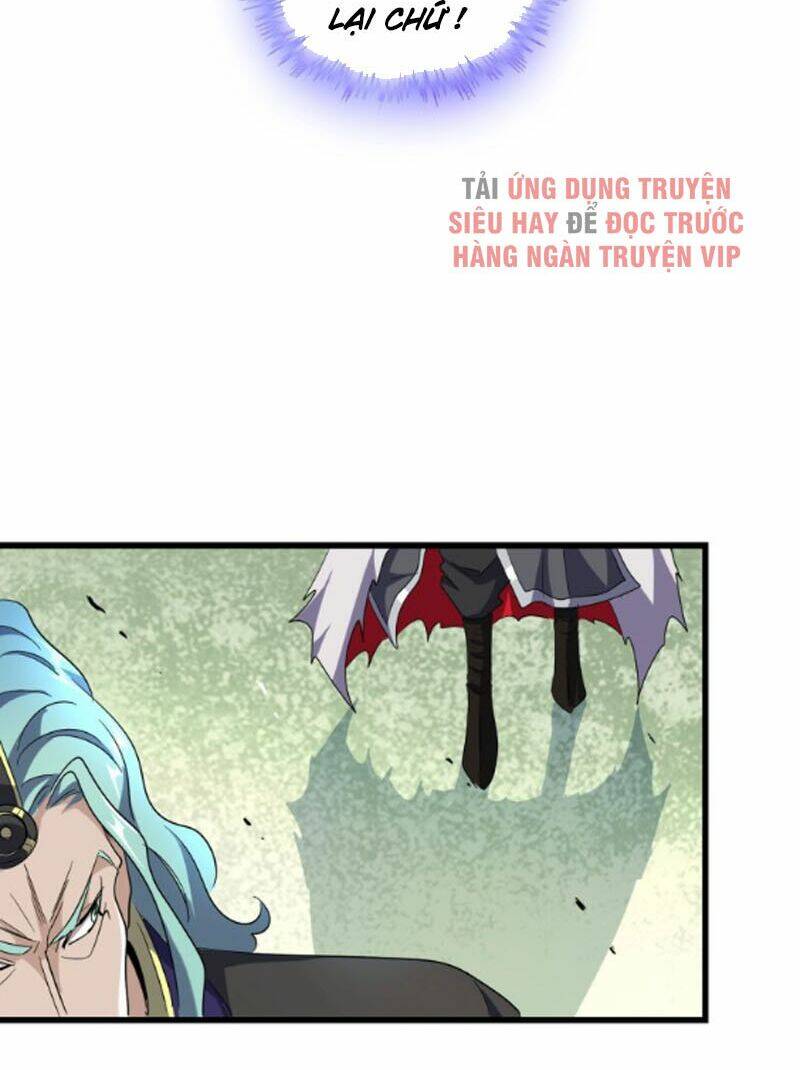 LẠI CHỨ!
TẢI ỨNG DỤNG TRUYỆN
SIÊU HAY ĐỂ ĐỌC TRƯỚC
HÀNG NGÀN TRUYỆN VIP